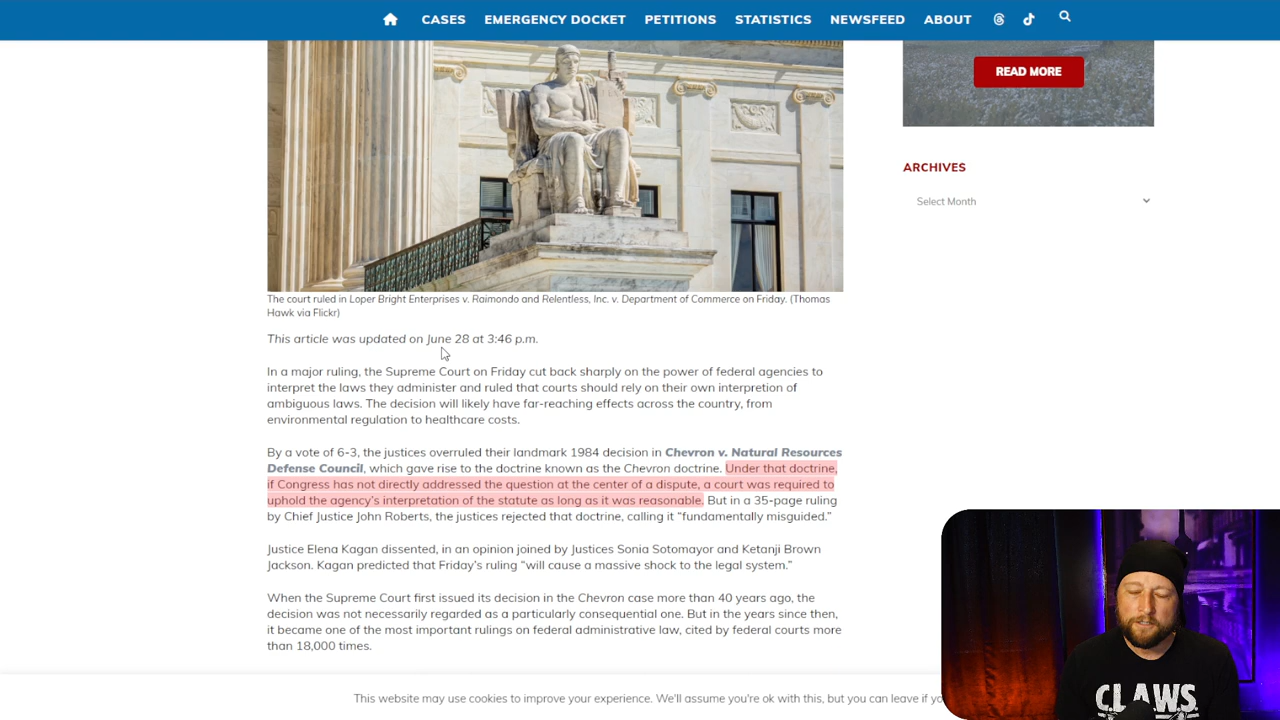 CASES EMERGENCY DOCKET PETITIONS STATISTICS NEWSFEED ABOUT
READ MORE
ARCHIVES
Select Month
The court ruled in Loper Bright Enterprises v. Raimondo and Relentless, Inc. v. Department of Commerce on Friday. (Thomas
Hawk via Flickr)
This article was updated on June 28 at 3:46 p.m.
In a major ruling, the Supreme Court on Friday cut back sharply on the power of federal agencies to
interpret the laws they administer and ruled that courts should rely on their own interpretation of
ambiguous laws. The decision will likely have far-reaching effects across the country, from
environmental regulation to healthcare costs.
By a vote of 6-3, the justices overruled their landmark 1984 decision in Chevron v. Natural Resources
Defense Council, which gave rise to the doctrine known as the Chevron doctrine. Under that doctrine,
if Congress has not directly addressed the question at the center of a dispute, a court was required to
uphold the agency's interpretation of the statute as long as it was reasonable. But in a 35-page ruling
by Chief Justice John Roberts, the justices rejected that doctrine, calling it “fundamentally misguided.”
Justice Elena Kagan dissented, in an opinion joined by Justices Sonia Sotomayor and Ketanji Brown
Jackson. Kagan predicted that Friday's ruling “will cause a massive shock to the legal system.”
When the Supreme Court first issued its decision in the Chevron case more than 40 years ago, the
decision was not necessarily regarded as a particularly consequential one. But in the years since then,
it became one of the most important rulings on federal administrative law, cited by federal courts more
than 18,000 times.
This website may use cookies to improve your experience. We'll assume you're ok with this, but you can leave if yo
C.L.A.W.S.